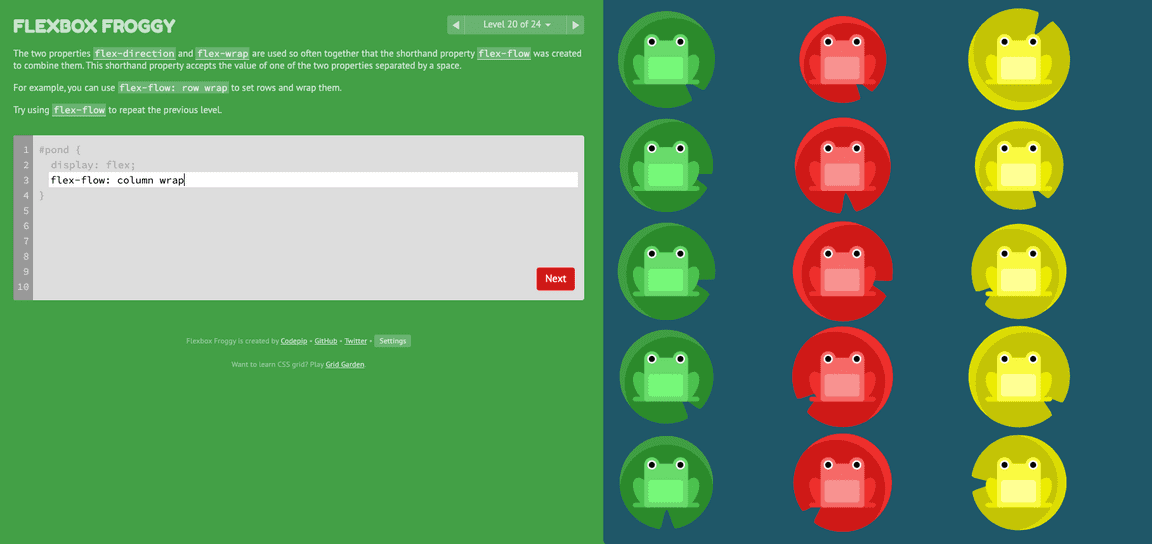 FLEXBOX FROGGY
◀ Level 20 of 24 ▶
The two properties flex-direction and flex-wrap are used so often together that the shorthand property flex-flow was created
to combine them. This shorthand property accepts the value of one of the two properties separated by a space.
For example, you can use flex-flow: row wrap to set rows and wrap them.
Try using flex-flow to repeat the previous level.
1 #pond {
2 display: flex;
3 flex-flow: column wrap
4 }
5
6
7
8
9
10
Next
Flexbox Froggy is created by Codepip • GitHub • Twitter • Settings
Want to learn CSS grid? Play Grid Garden.